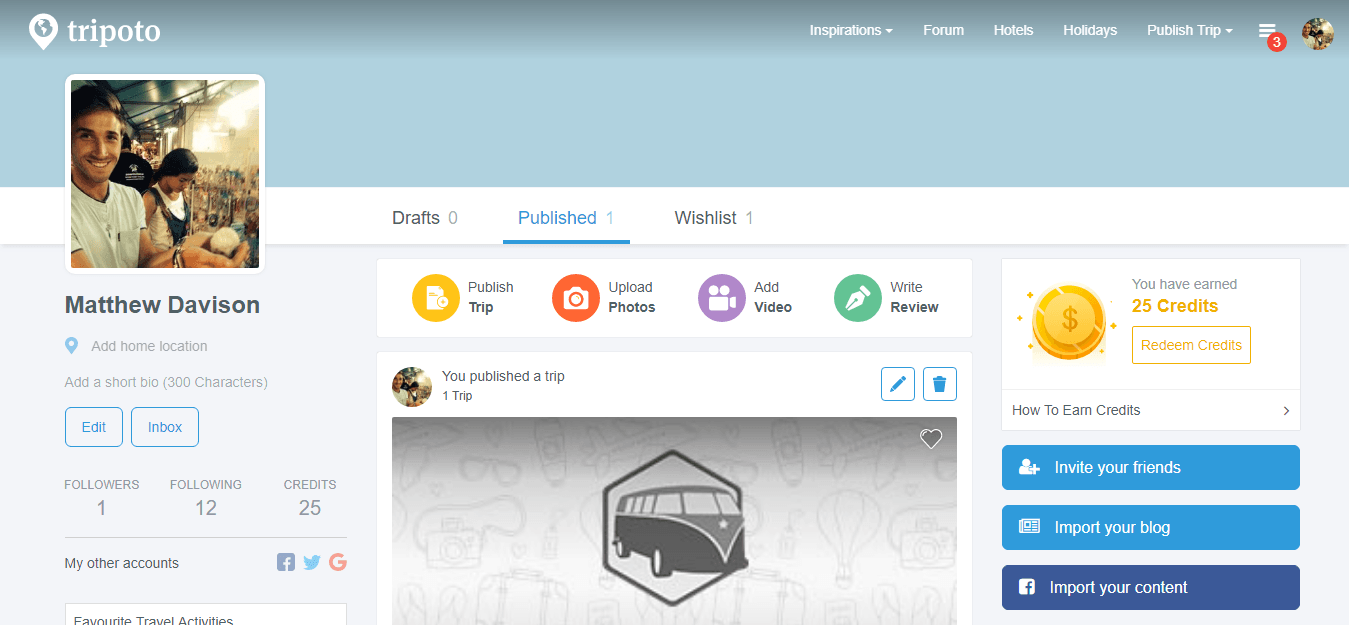 tripoto
Inspirations
Forum
Hotels
Holidays
Publish Trip
3
Drafts 0
Published 1
Wishlist 1
Matthew Davison
Add home location
Add a short bio (300 Characters)
Edit
Inbox
FOLLOWERS
1
FOLLOWING
12
CREDITS
25
My other accounts
Favourite Travel Activities
Publish
Trip
Upload
Photos
Add
Video
Write
Review
You published a trip
1 Trip
You have earned
25 Credits
Redeem Credits
How To Earn Credits
Invite your friends
Import your blog
Import your content